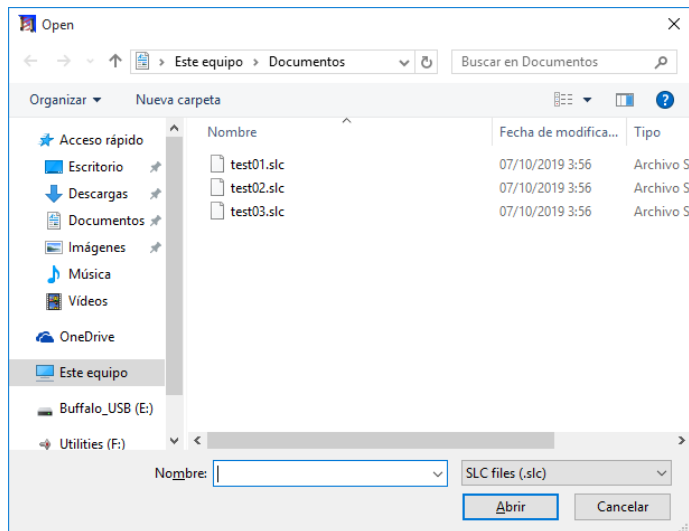 Open
Este equipo > Documentos
Buscar en Documentos
Organizar
Nueva carpeta
Acceso rápido
Escritorio
Descargas
Documentos
Imágenes
Música
Vídeos
OneDrive
Este equipo
Buffalo_USB (E:)
Utilities (F:)
Nombre
Fecha de modifica...
Tipo
test01.slc
07/10/2019 3:56
Archivo S
test02.slc
07/10/2019 3:56
Archivo S
test03.slc
07/10/2019 3:56
Archivo S
Nombre:
SLC files (.slc)
Abrir
Cancelar